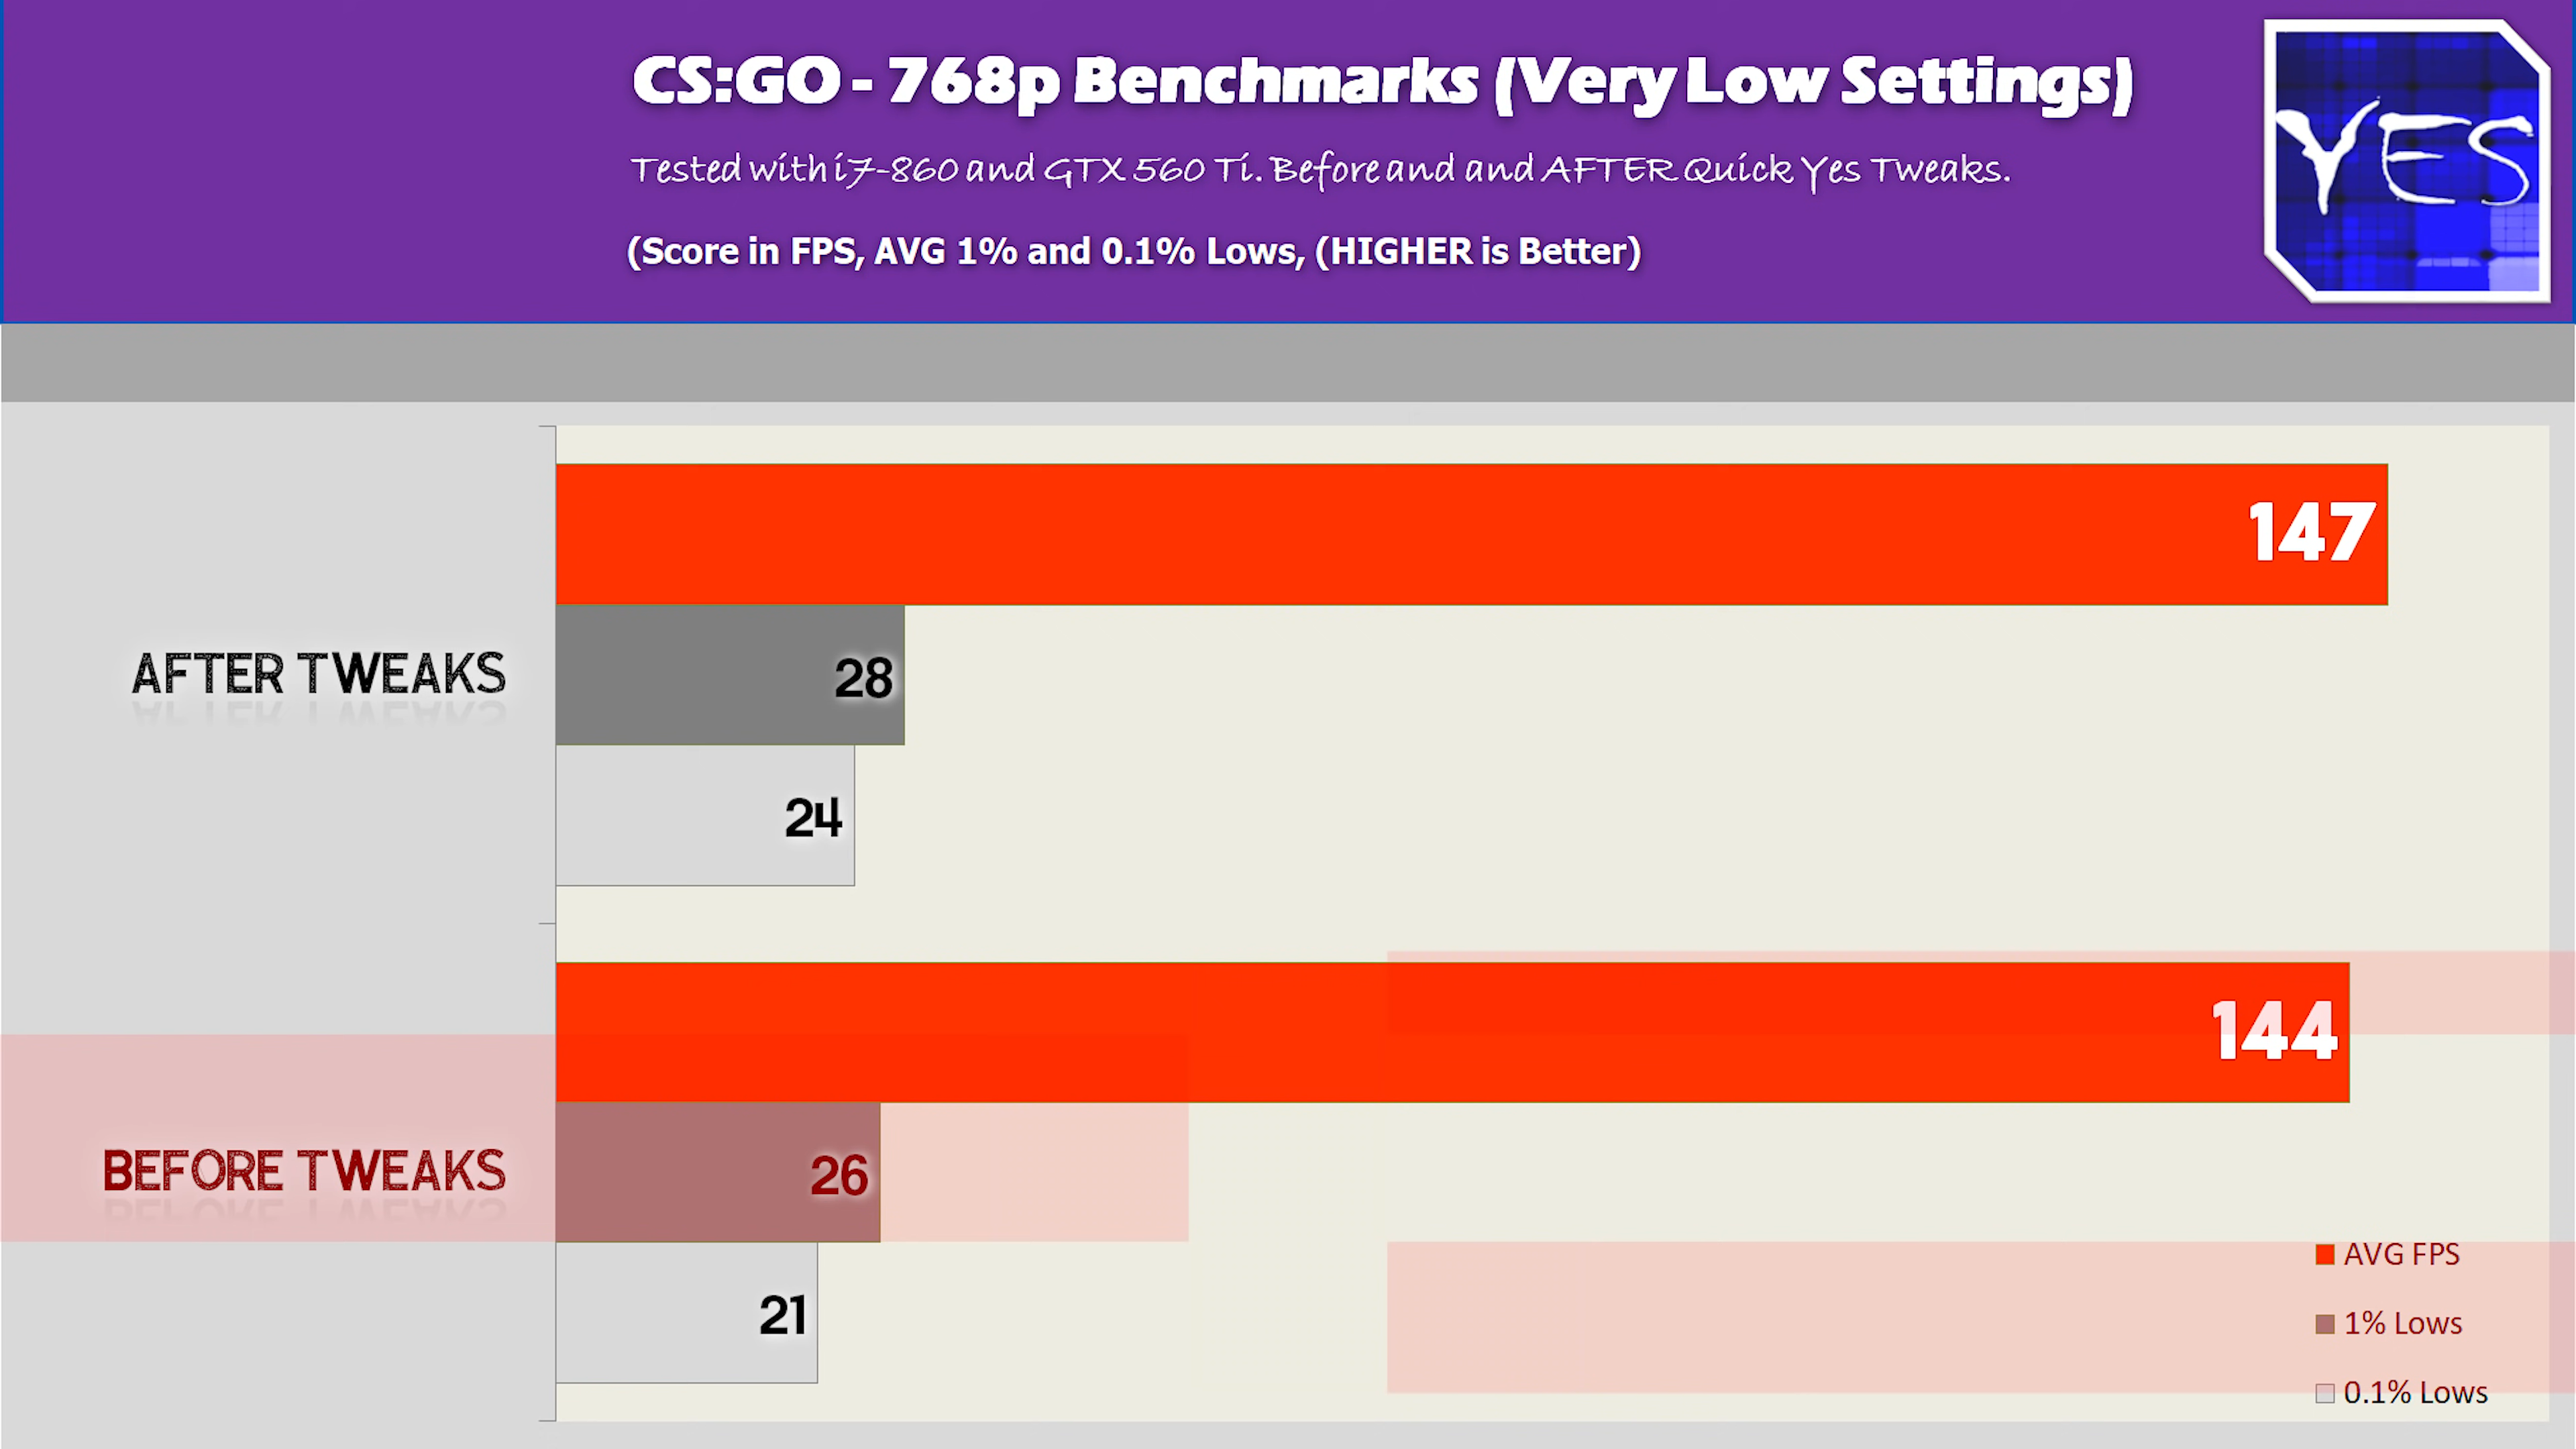 CS:GO - 768p Benchmarks (Very Low Settings)
Tested with i7-860 and GTX 560 Ti. Before and and AFTER Quick Yes Tweaks.
(Score in FPS, AVG 1% and 0.1% Lows, (HIGHER is Better)
YES
147
AFTER TWEAKS
28
24
144
BEFORE TWEAKS
26
21
AVG FPS
1% Lows
0.1% Lows